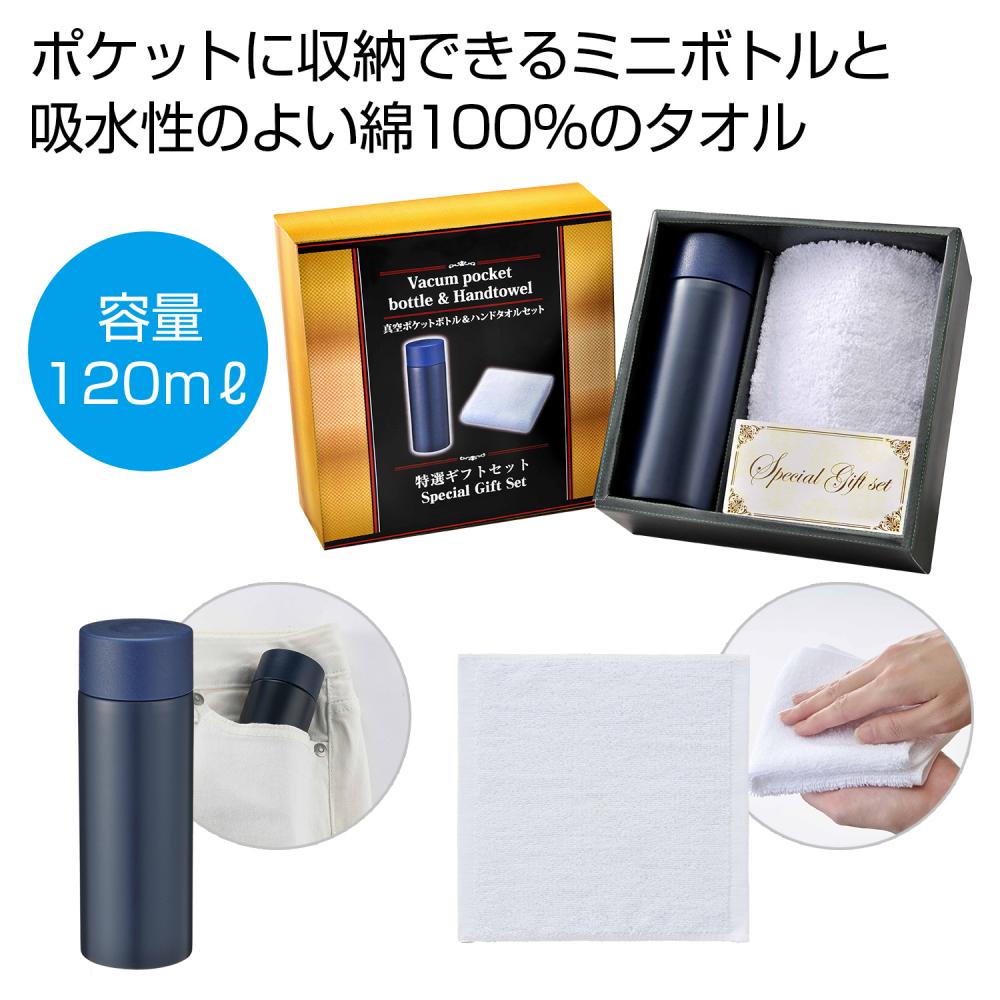 ポケットに収納できるミニボトルと
吸水性のよい綿100%のタオル
容量
120mℓ
Vacum pocket
bottle & Handtowel
真空ポケットボトル&ハンドタオルセット
特選ギフトセット
Special Gift Set
Special Gift set